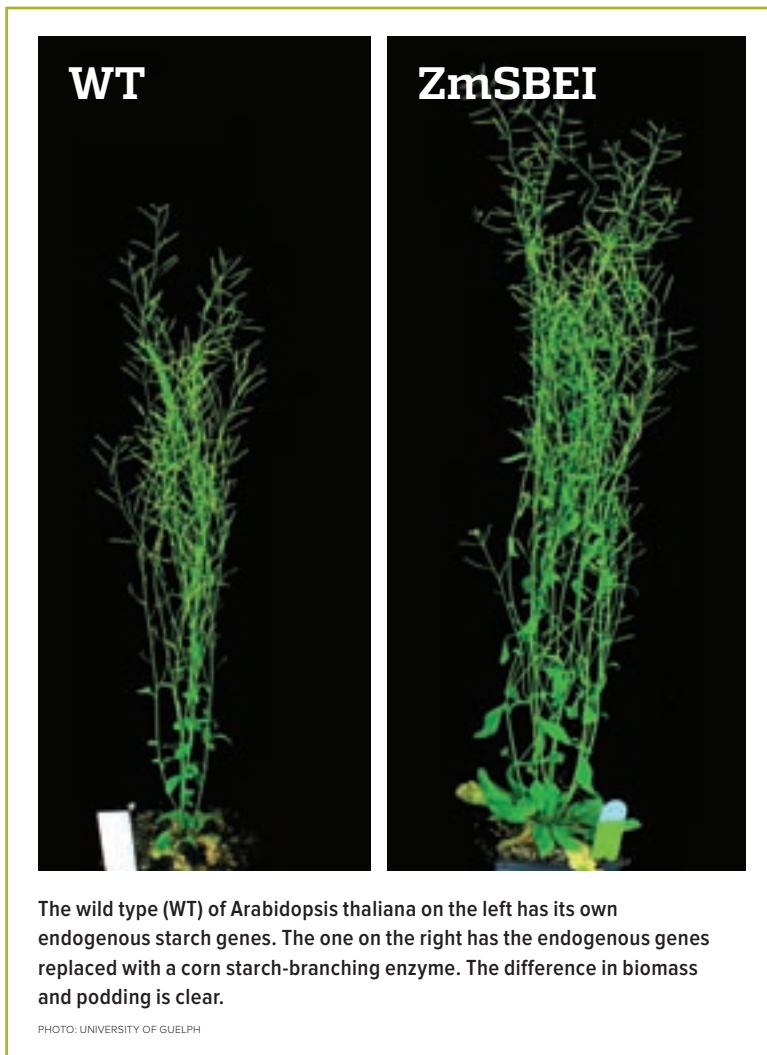 WT
ZmSBEI
The wild type (WT) of Arabidopsis thaliana on the left has its own
endogenous starch genes. The one on the right has the endogenous genes
replaced with a corn starch-branching enzyme. The difference in biomass
and podding is clear.
PHOTO: UNIVERSITY OF GUELPH